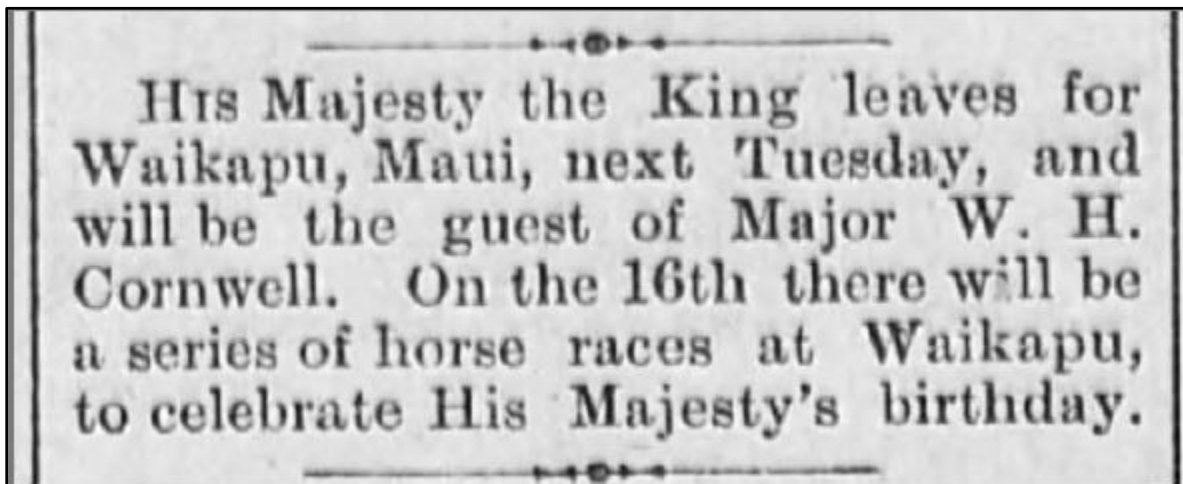 HIS Majesty the King leaves for
Waikapu, Maui, next Tuesday, and
will be the guest of Major W. H.
Cornwell. On the 16th there will be
a series of horse races at Waikapu,
to celebrate His Majesty's birthday.